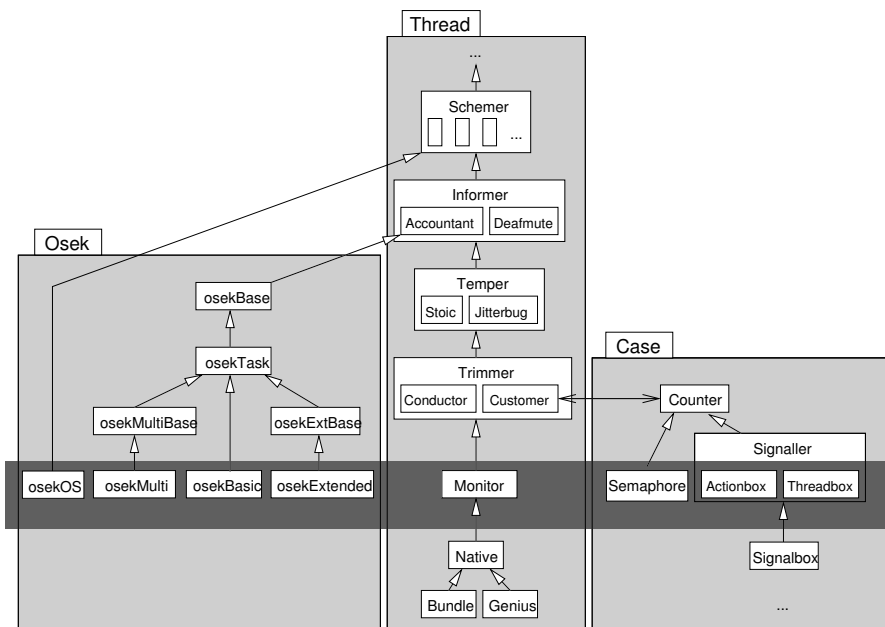 Thread
...
Schemer
...
Informer
Accountant Deafmute
Osek
Temper
osekBase
Stoic Jitterbug
Case
osekTask
Trimmer
Conductor Customer
Counter
osekMultiBase osekExtBase
Signaller
osekOS osekMulti osekBasic osekExtended
Monitor
Semaphore Actionbox Threadbox
Native
Signalbox
Bundle Genius
...